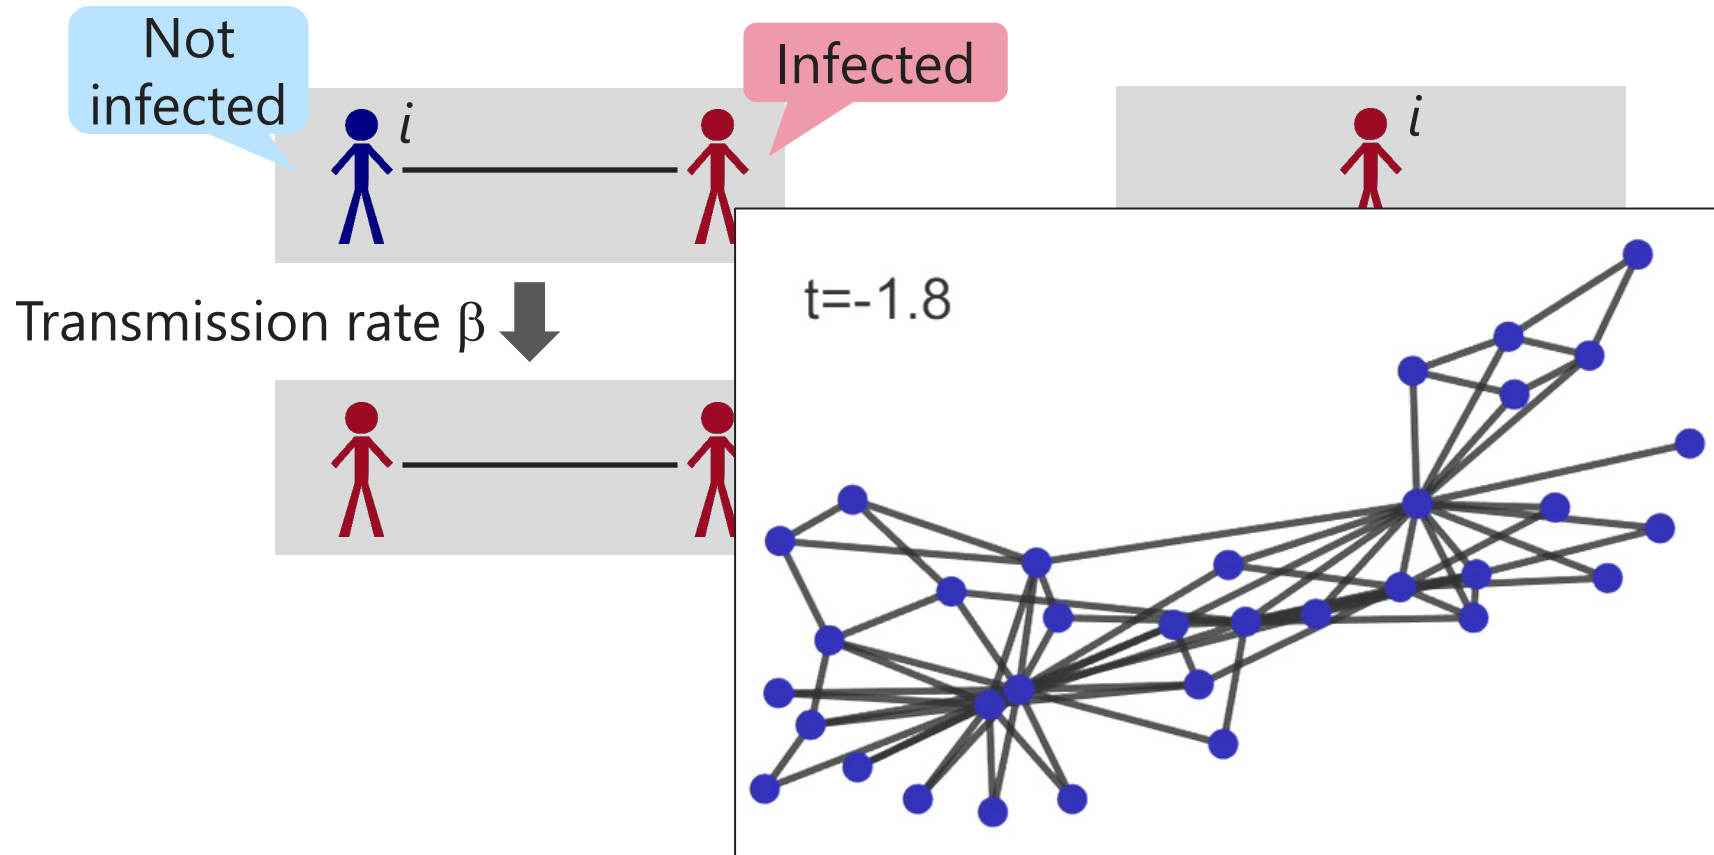 Not
infected
Infected
i
i
Transmission rate β
t=-1.8